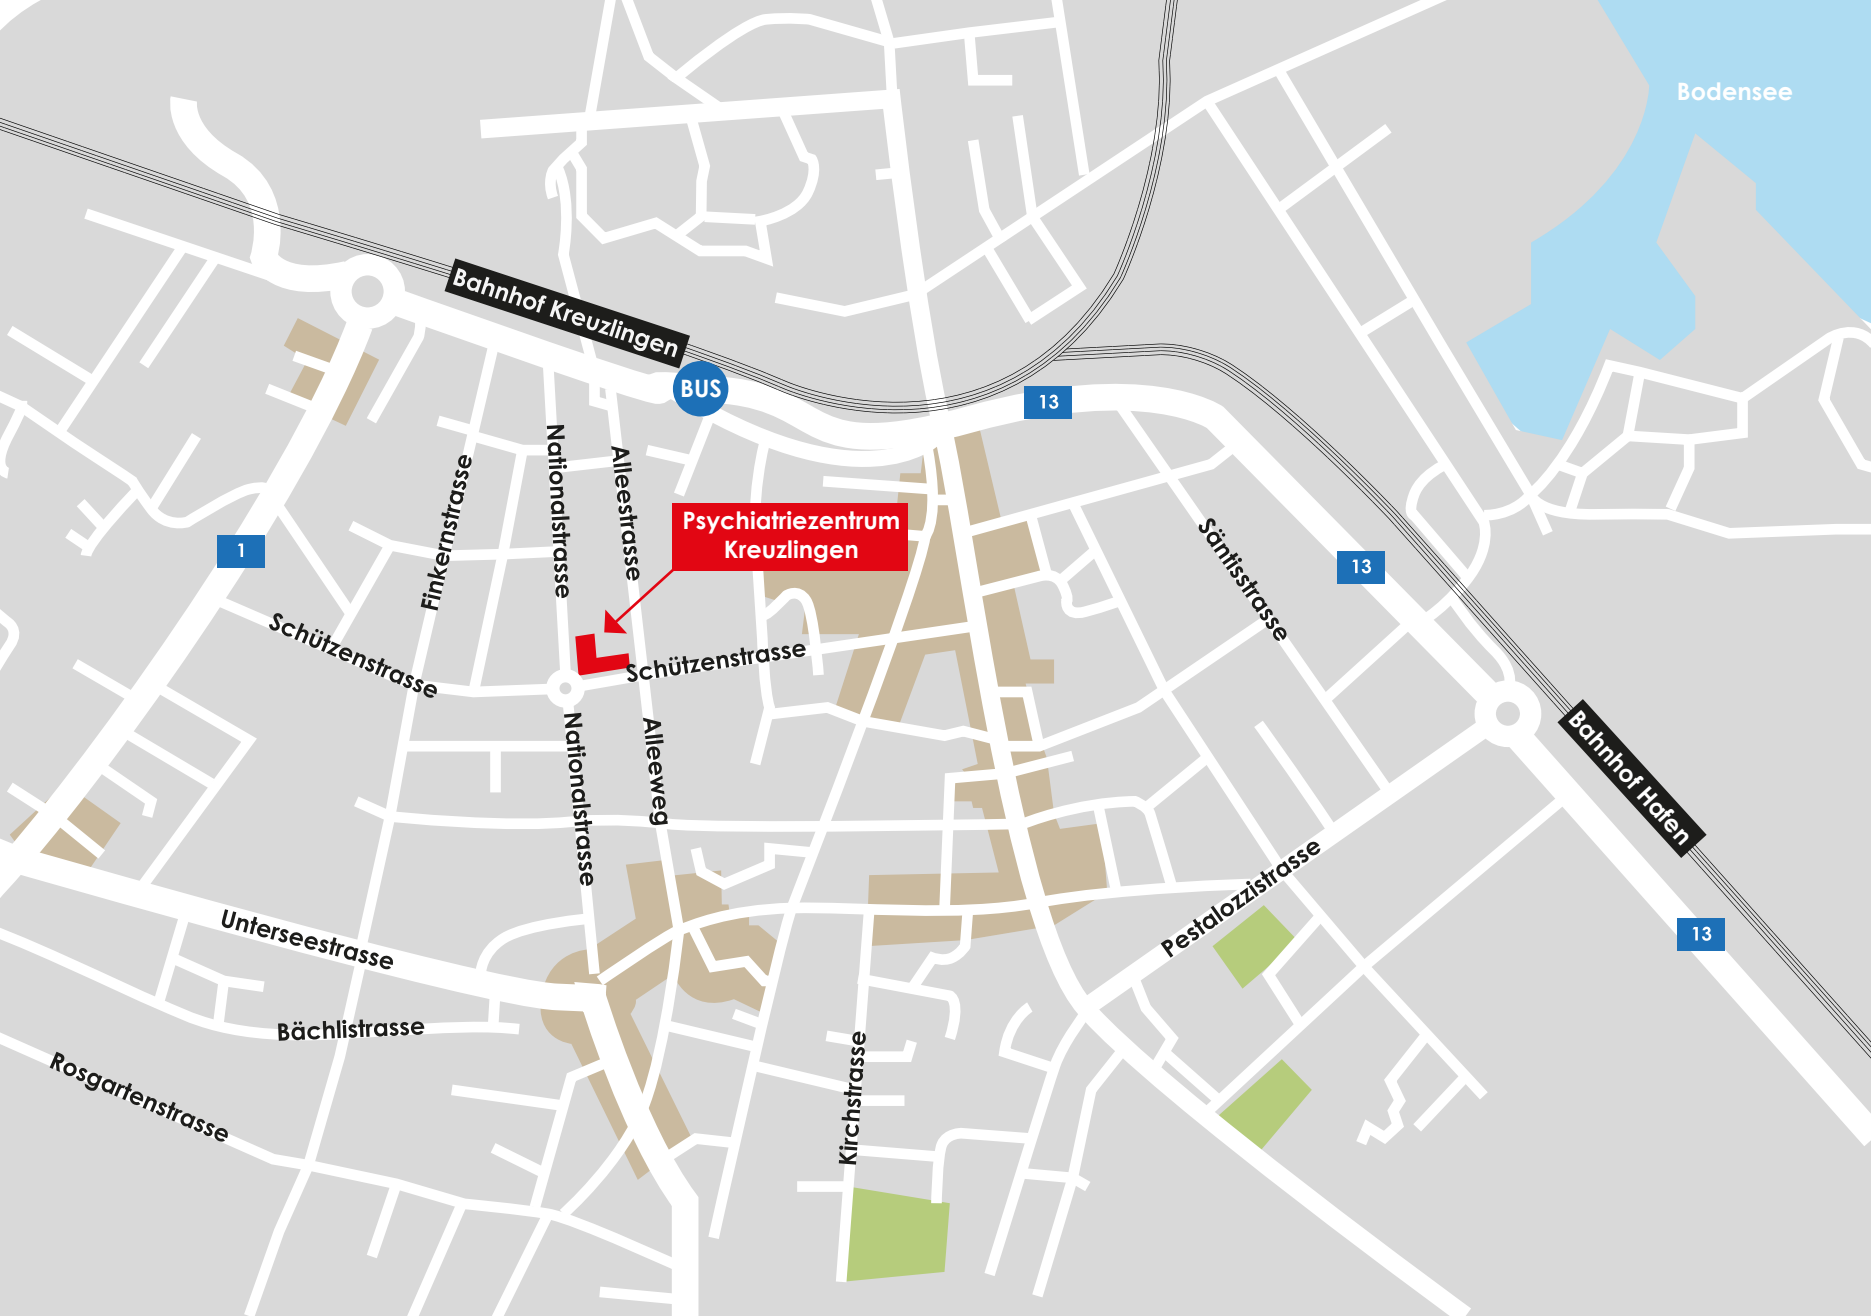 Bodensee
Bahnhof Kreuzlingen
BUS
13
Nationalstrasse
Alleestrasse
Finkernstrasse
Psychiatriezentrum
Kreuzlingen
1
13
Säntisstrasse
Schützenstrasse
Schützenstrasse
Nationalstrasse
Alleeweg
Bahnhof Hafen
Pestalozzistrasse
Unterseestrasse
13
Bächlistrasse
Rosgartenstrasse
Kirchstrasse